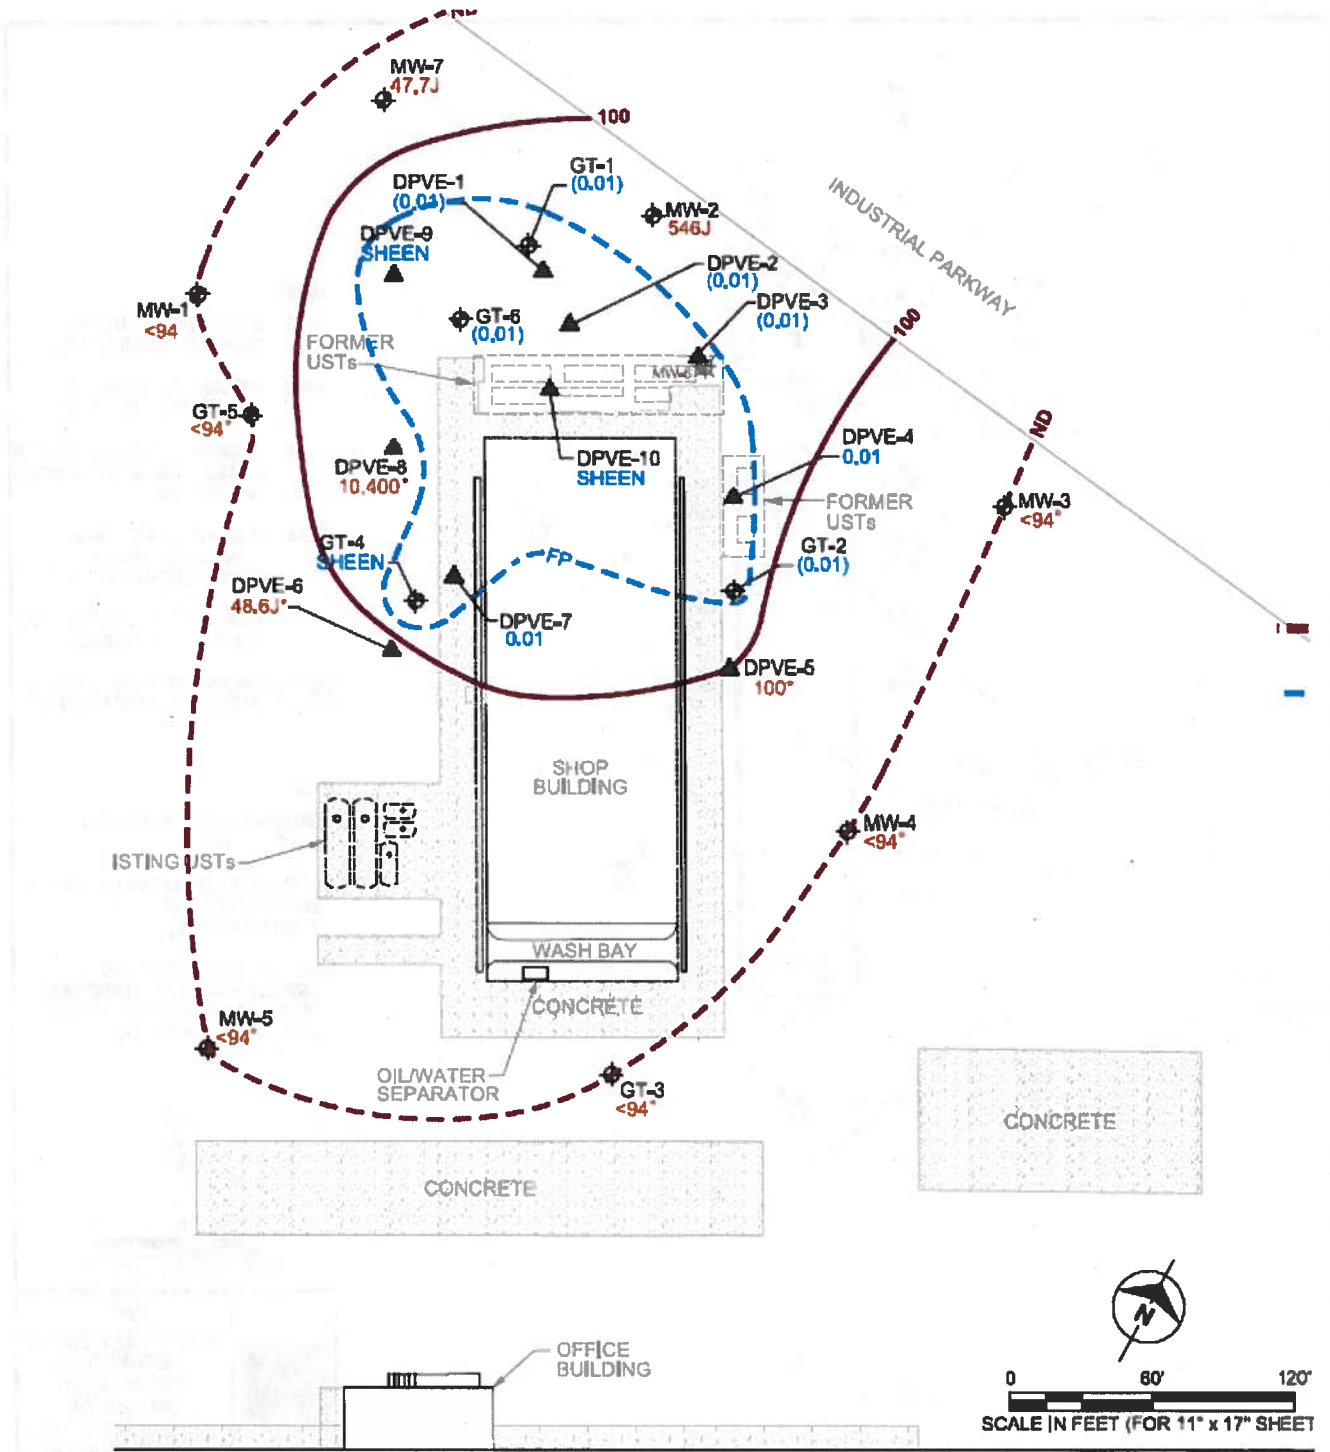 ND
MW-7
47.7J
100
GT-1
(0.01)
DPVE-1
(0.01)
MW-2
546J
INDUSTRIAL PARKWAY
DPVE-9
SHEEN
DPVE-2
(0.01)
DPVE-3
(0.01)
MW-1
<94
GT-6
(0.01)
FORMER
USTs
100
MW-6
GT-5
<94*
ND
DPVE-4
0.01
DPVE-8
10,400*
DPVE-10
SHEEN
FORMER
USTs
MW-3
<94*
GT-4
SHEEN
FP
GT-2
(0.01)
DPVE-6
48.6J*
DPVE-7
0.01
DPVE-5
100*
SHOP
BUILDING
ISTING USTs
MW-4
<94*
WASH BAY
CONCRETE
MW-5
<94*
OIL/WATER
SEPARATOR
GT-3
<94*
CONCRETE
CONCRETE
N
OFFICE
BUILDING
0 60' 120'
SCALE IN FEET (FOR 11" x 17" SHEET